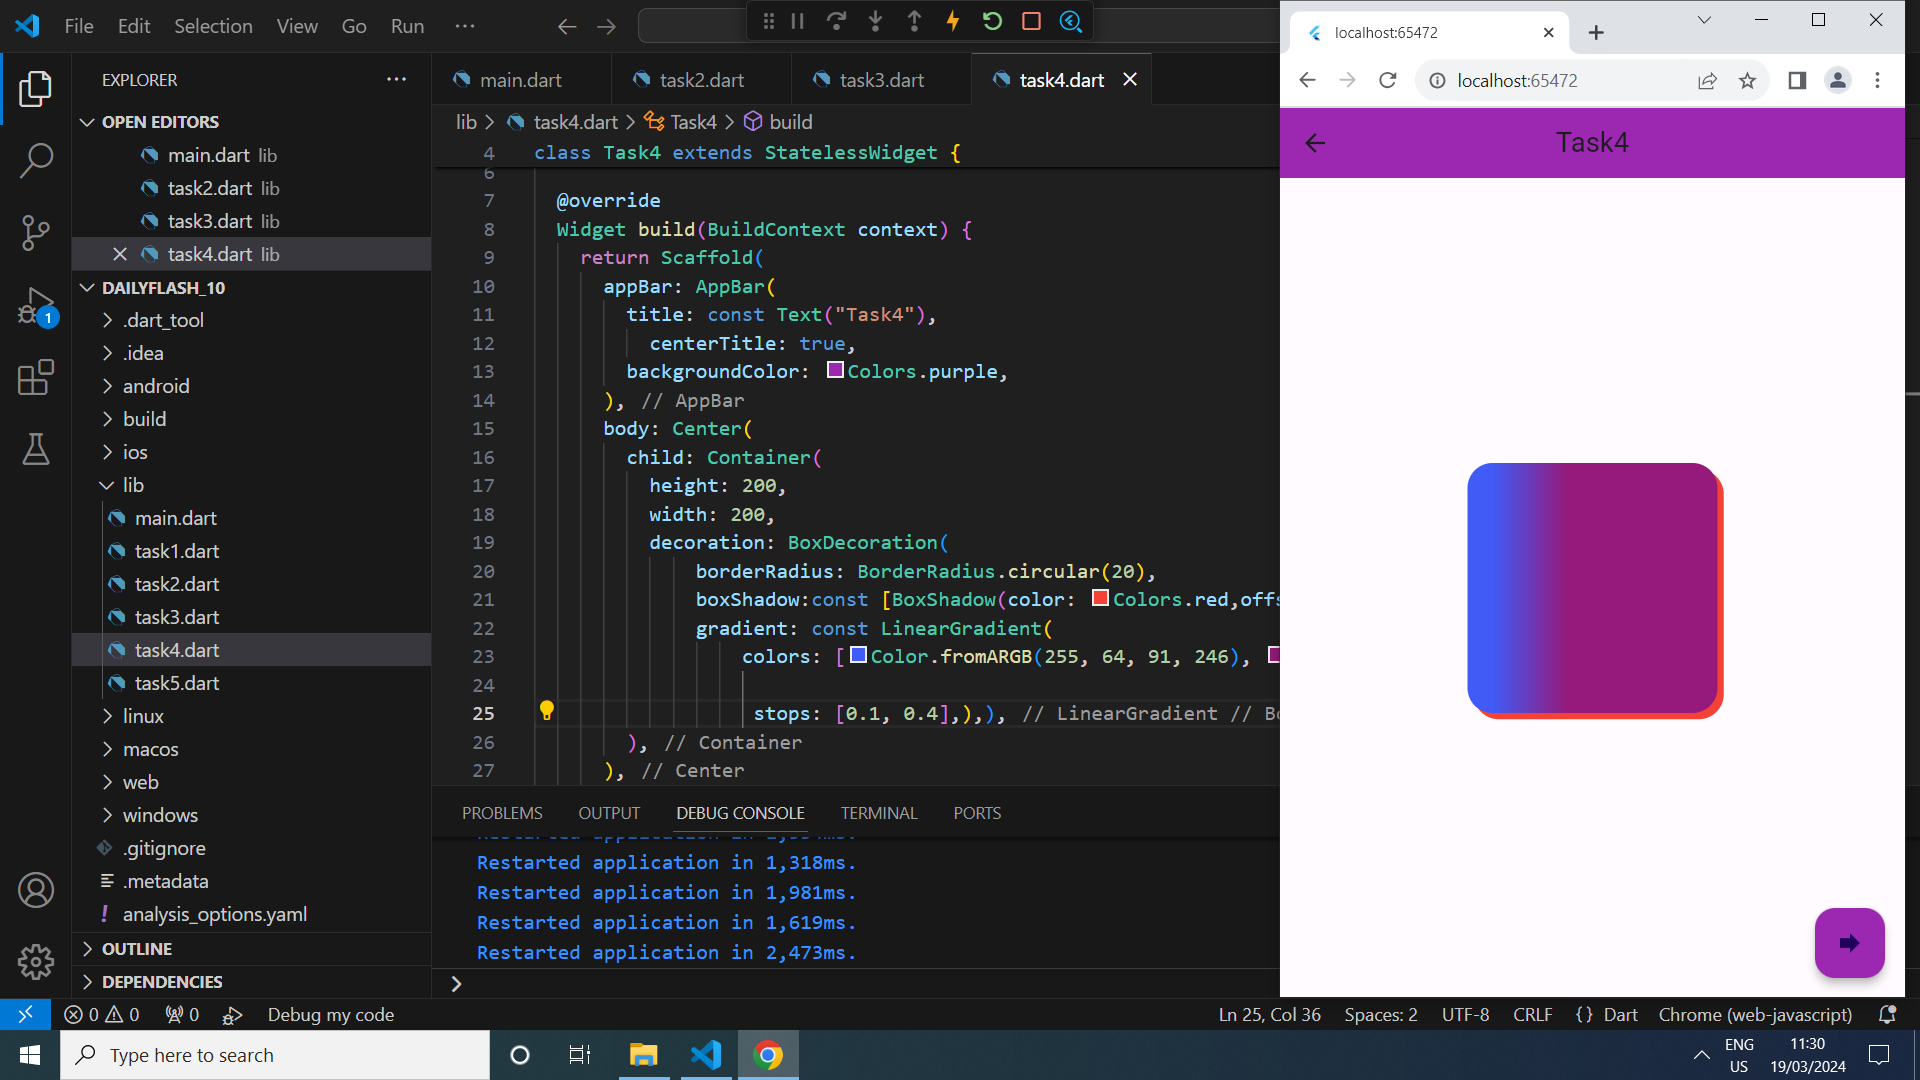 File Edit Selection View Go Run ···
EXPLORER
OPEN EDITORS
main.dart lib
task2.dart lib
task3.dart lib
task4.dart lib
DAILYFLASH_10
.dart_tool
.idea
android
build
ios
lib
main.dart
task1.dart
task2.dart
task3.dart
task4.dart
task5.dart
linux
macos
web
windows
.gitignore
.metadata
analysis_options.yaml
OUTLINE
DEPENDENCIES
1
main.dart task2.dart task3.dart task4.dart
lib > task4.dart > Task4 > build
4 class Task4 extends StatelessWidget {
6
7 @override
8 Widget build(BuildContext context) {
9 return Scaffold(
10 appBar: AppBar(
11 title: const Text("Task4"),
12 centerTitle: true,
13 backgroundColor: Colors.purple,
14 ), // AppBar
15 body: Center(
16 child: Container(
17 height: 200,
18 width: 200,
19 decoration: BoxDecoration(
20 borderRadius: BorderRadius.circular(20),
21 boxShadow:const [BoxShadow(color: Colors.red,offs
22 gradient: const LinearGradient(
23 colors: [Color.fromARGB(255, 64, 91, 246),
24
25 stops: [0.1, 0.4],),), // LinearGradient // Bo
26 ), // Container
27 ), // Center
PROBLEMS OUTPUT DEBUG CONSOLE TERMINAL PORTS
Restarted application in 1,318ms.
Restarted application in 1,981ms.
Restarted application in 1,619ms.
Restarted application in 2,473ms.
>
localhost:65472
localhost:65472
Task4
0 0 0 Debug my code Ln 25, Col 36 Spaces: 2 UTF-8 CRLF {} Dart Chrome (web-javascript)
Type here to search
ENG
US
11:30
19/03/2024